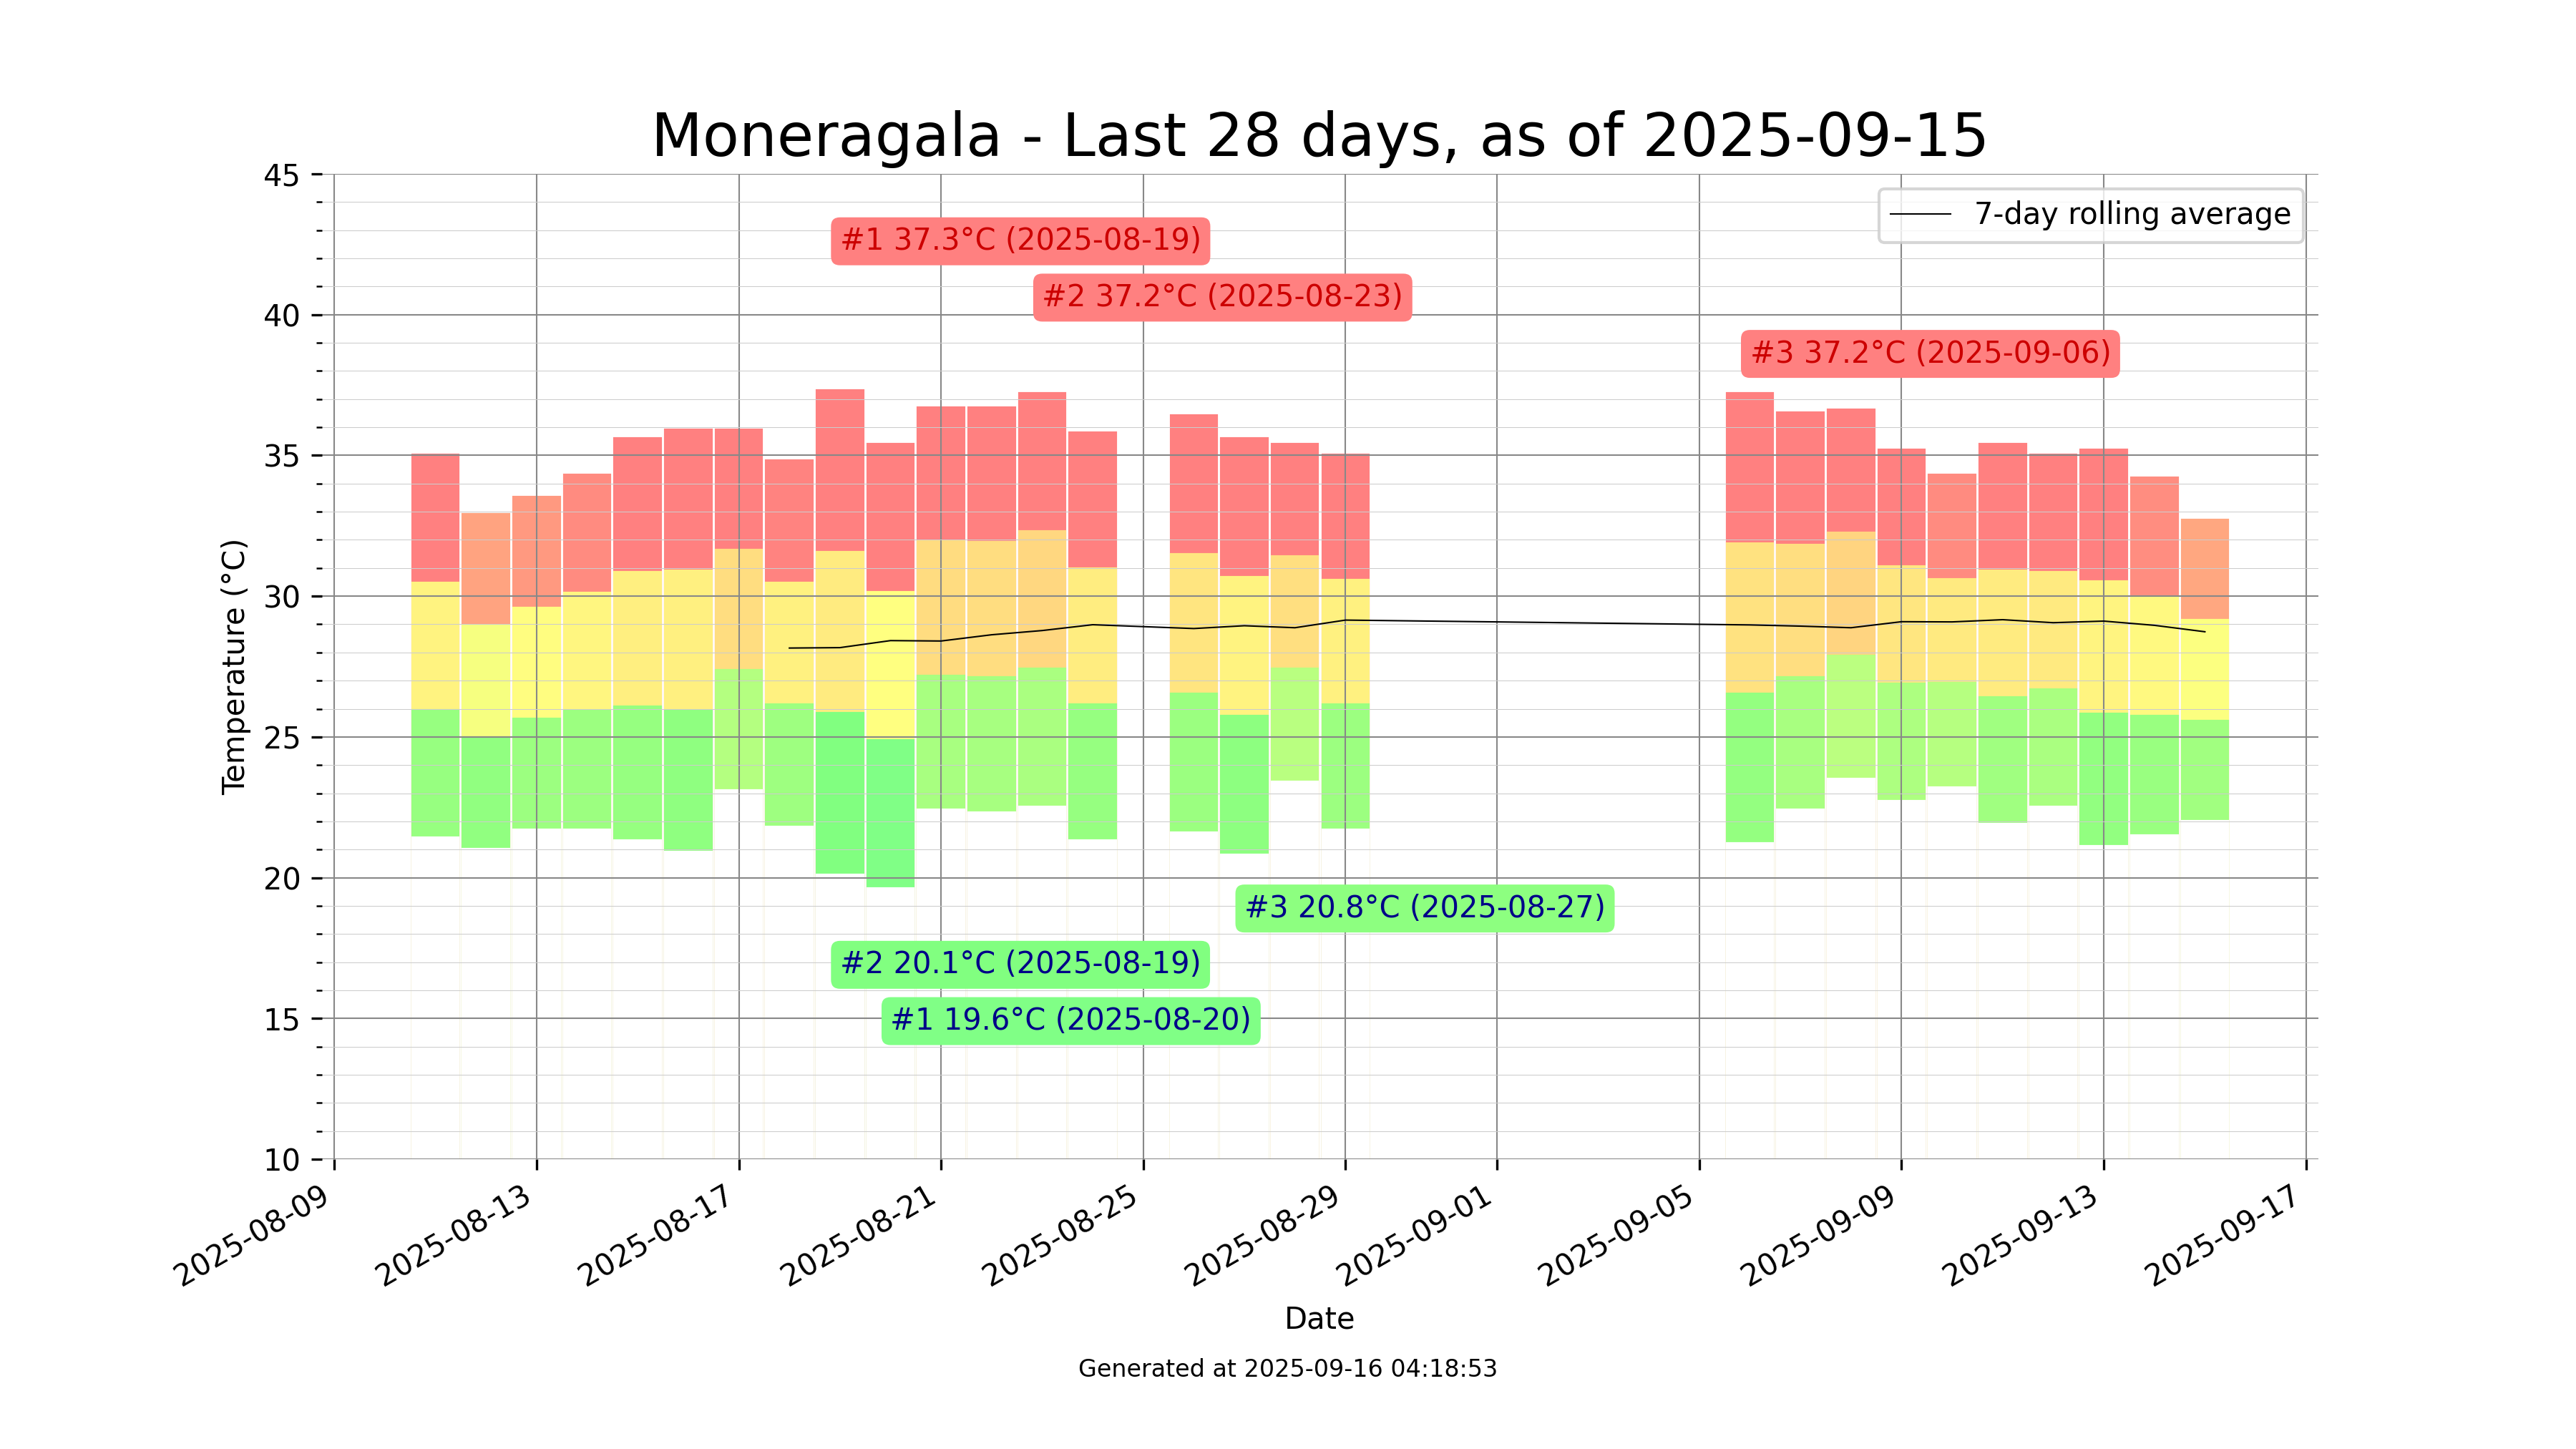 Moneragala - Last 28 days, as of 2025-09-15
7-day rolling average
#1 37.3°C (2025-08-19)
#2 37.2°C (2025-08-23)
#3 37.2°C (2025-09-06)
#3 20.8°C (2025-08-27)
#2 20.1°C (2025-08-19)
#1 19.6°C (2025-08-20)
Temperature (°C)
45
40
35
30
25
20
15
10
2025-08-09
2025-08-13
2025-08-17
2025-08-21
2025-08-25
2025-08-29
2025-09-01
2025-09-05
2025-09-09
2025-09-13
2025-09-17
Date
Generated at 2025-09-16 04:18:53